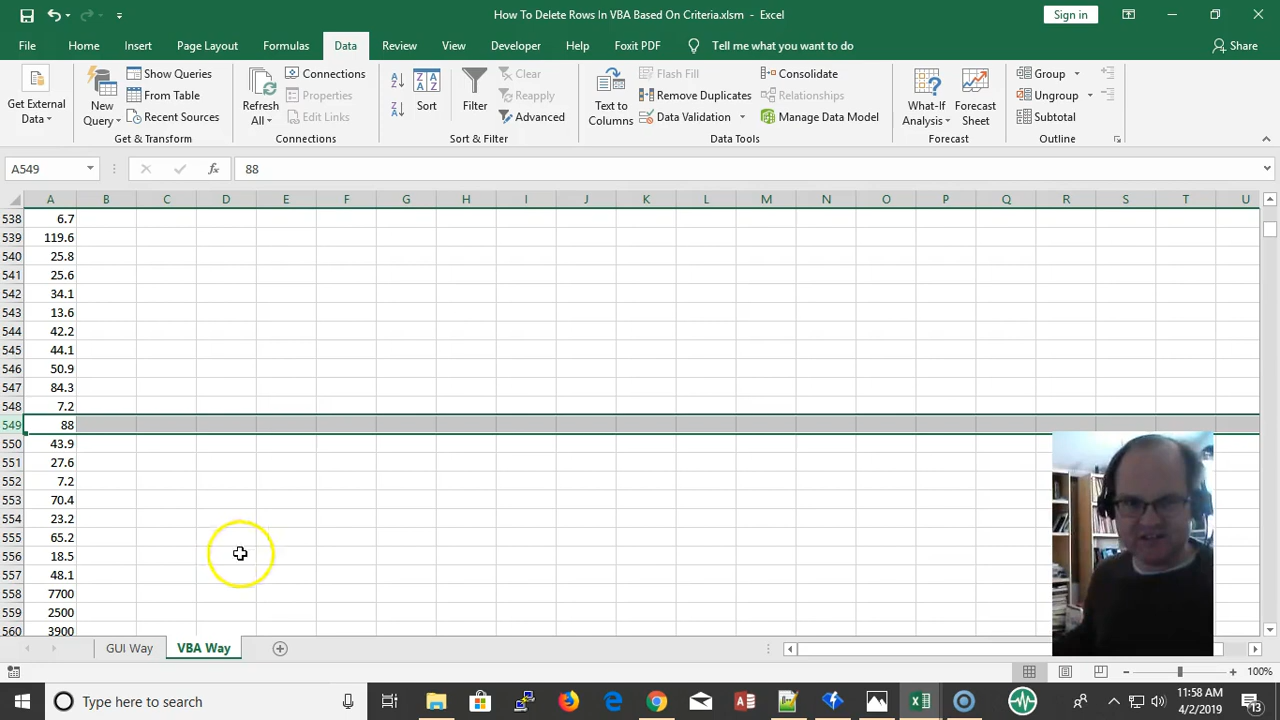 How To Delete Rows In VBA Based On Criteria.xlsm - Excel
Sign in
File Home Insert Page Layout Formulas Data Review View Developer Help Foxit PDF Tell me what you want to do Share
Get External Data
New Query
Show Queries
From Table
Recent Sources
Get & Transform
Refresh All
Connections
Properties
Edit Links
Connections
Sort
Filter
Clear
Reapply
Advanced
Sort & Filter
Text to Columns
Flash Fill
Remove Duplicates
Data Validation
Consolidate
Relationships
Manage Data Model
Data Tools
What-If Analysis
Forecast Sheet
Forecast
Group
Ungroup
Subtotal
Outline
A549 fx 88
A B C D E F G H I J K L M N O P Q R S T U
538 6.7
539 119.6
540 25.8
541 25.6
542 34.1
543 13.6
544 42.2
545 44.1
546 50.9
547 84.3
548 7.2
549 88
550 43.9
551 27.6
552 7.2
553 70.4
554 23.2
555 65.2
556 18.5
557 48.1
558 7700
559 2500
560 3900
GUI Way VBA Way
100%
Type here to search
11:58 AM
4/2/2019
13